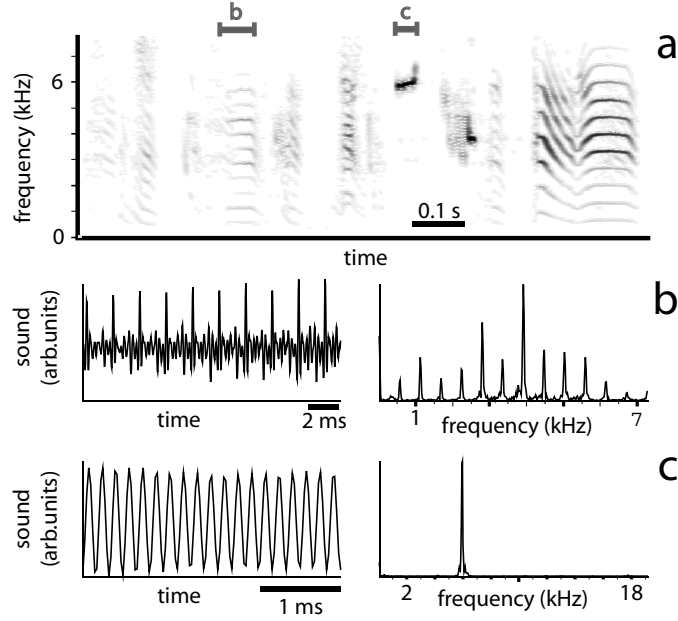 b
c
a
frequency (kHz)
6
0
0.1 s
time
b
sound
(arb.units)
time
2 ms
1
frequency (kHz)
7
c
sound
(arb.units)
time
1 ms
2
frequency (kHz)
18